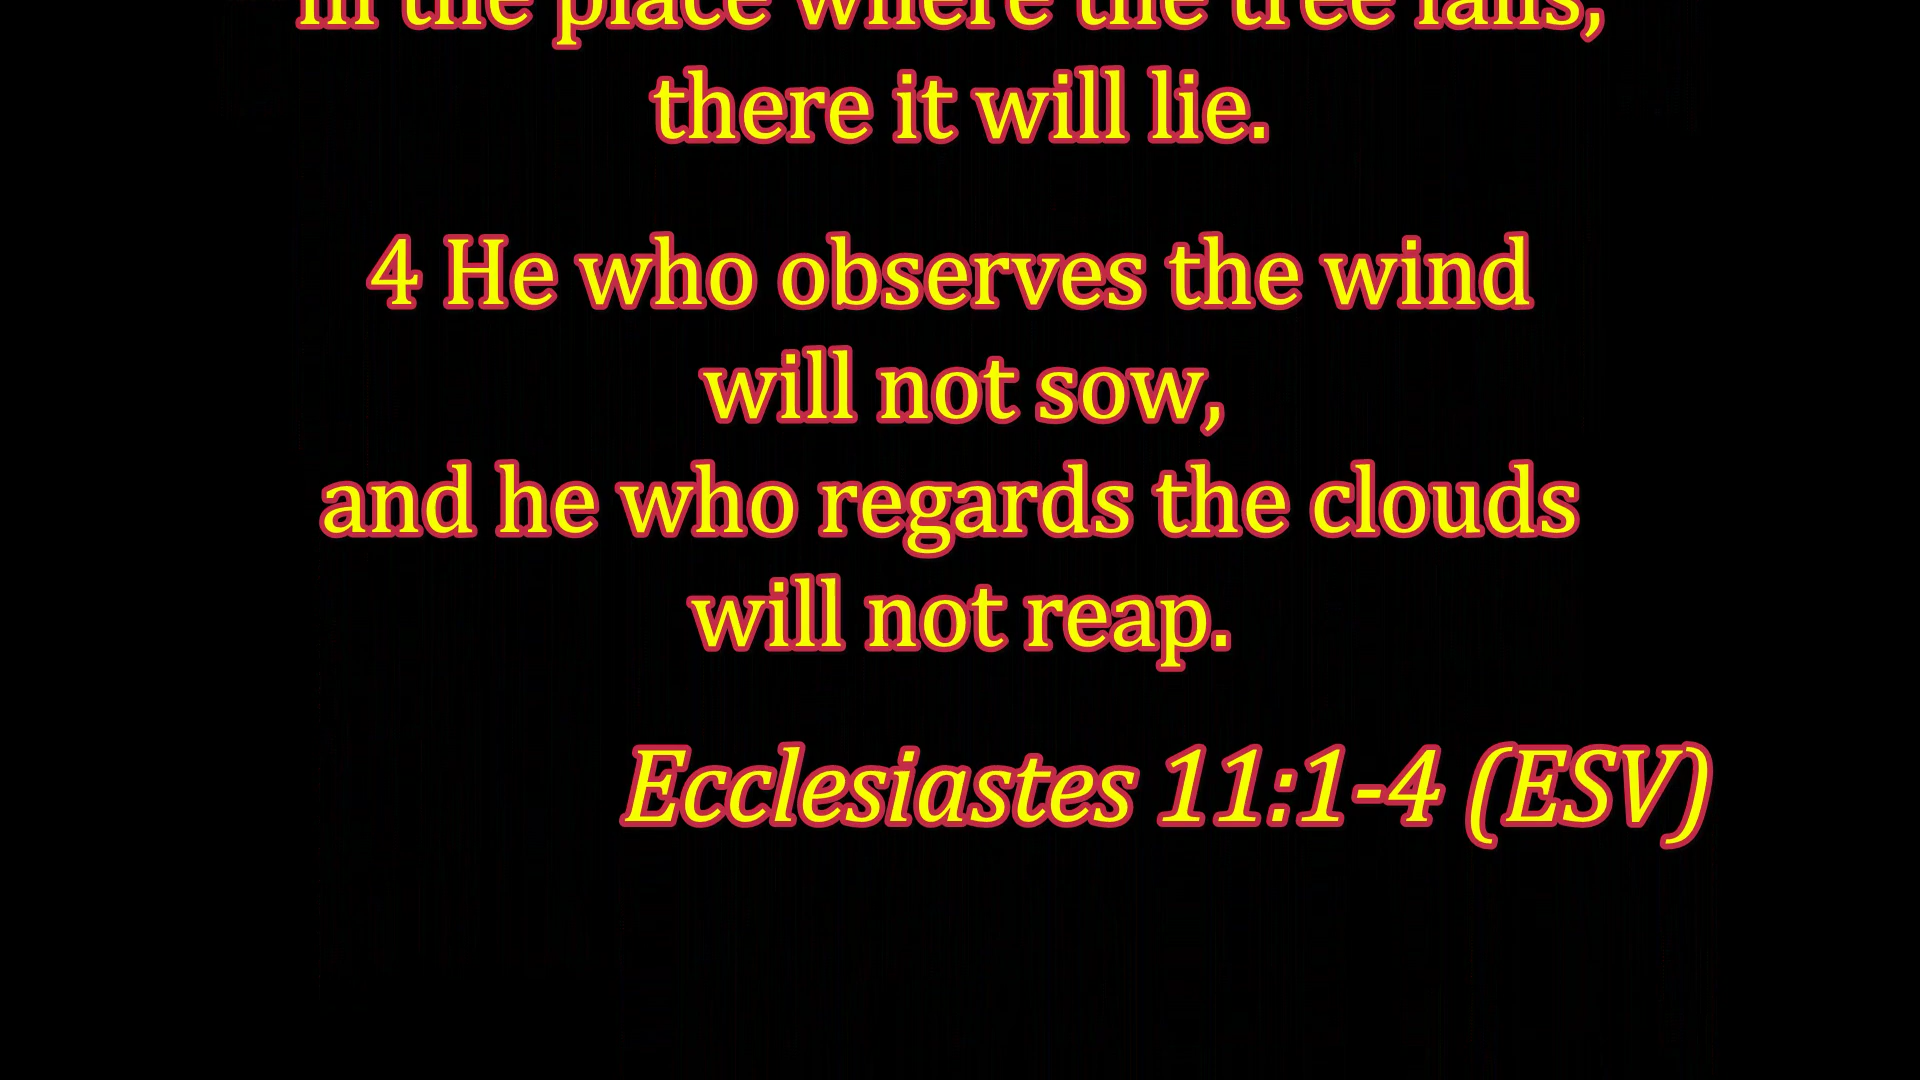 in the place where the tree falls,
there it will lie.
4 He who observes the wind
will not sow,
and he who regards the clouds
will not reap.
Ecclesiastes 11:1-4 (ESV)